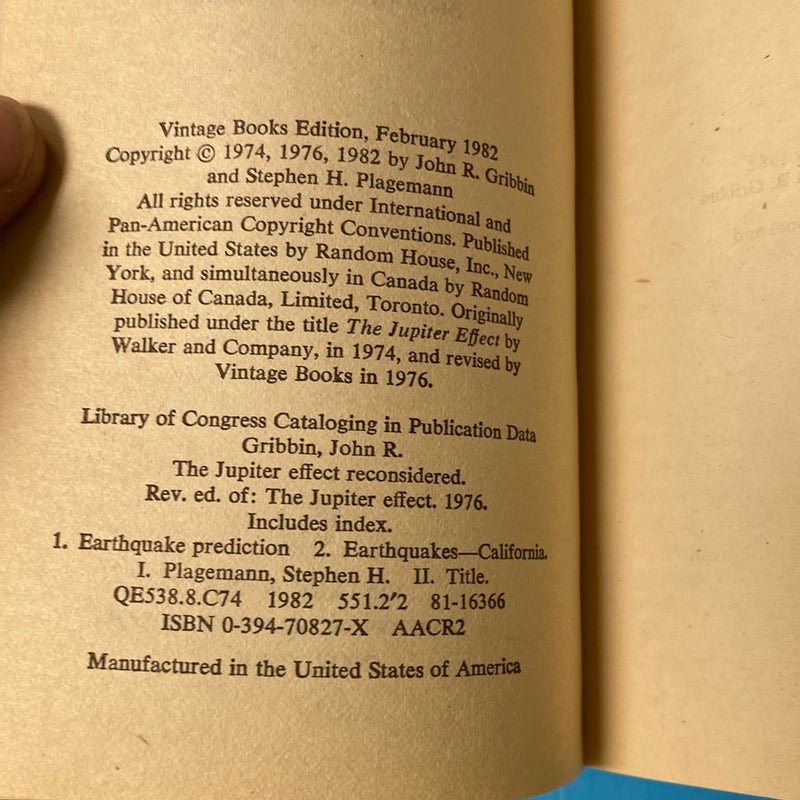 Vintage Books Edition, February 1982
Copyright © 1974, 1976, 1982 by John R. Gribbin
and Stephen H. Plagemann
All rights reserved under International and
Pan-American Copyright Conventions. Published
in the United States by Random House, Inc., New
York, and simultaneously in Canada by Random
House of Canada, Limited, Toronto. Originally
published under the title The Jupiter Effect by
Walker and Company, in 1974, and revised by
Vintage Books in 1976.
Library of Congress Cataloging in Publication Data
Gribbin, John R.
The Jupiter effect reconsidered.
Rev. ed. of: The Jupiter effect. 1976.
Includes index.
1. Earthquake prediction 2. Earthquakes—California.
I. Plagemann, Stephen H. II. Title.
QE538.8.C74 1982 551.2'2 81-16366
ISBN 0-394-70827-X AACR2
Manufactured in the United States of America